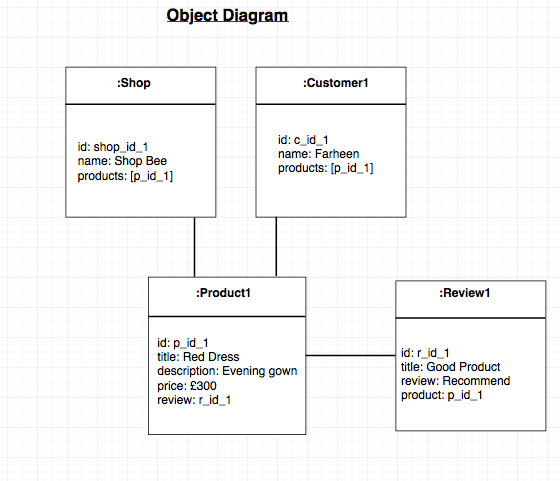 Object Diagram
:Shop
id: shop_id_1
name: Shop Bee
products: [p_id_1]
:Customer1
id: c_id_1
name: Farheen
products: [p_id_1]
:Product1
id: p_id_1
title: Red Dress
description: Evening gown
price: £300
review: r_id_1
:Review1
id: r_id_1
title: Good Product
review: Recommend
product: p_id_1